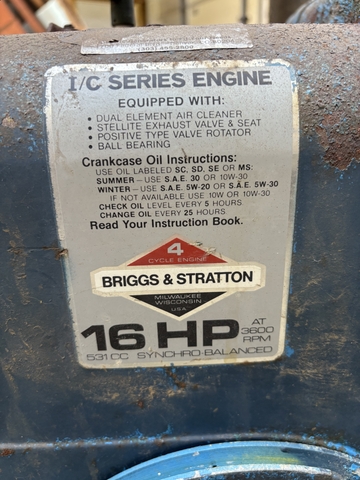 (303) 455-2509
I/C SERIES ENGINE
EQUIPPED WITH:
• DUAL ELEMENT AIR CLEANER
• STELLITE EXHAUST VALVE & SEAT
• POSITIVE TYPE VALVE ROTATOR
• BALL BEARING
Crankcase Oil Instructions:
USE OIL LABELED SC, SD, SE OR MS.
SUMMER – USE S.A.E. 30 OR 10W-30
WINTER – USE S.A.E. 5W-20 OR S.A.E. 5W-30
IF NOT AVAILABLE USE 10W OR 10W-30
CHECK OIL LEVEL EVERY 5 HOURS
CHANGE OIL EVERY 25 HOURS
Read Your Instruction Book.
4
CYCLE ENGINE
BRIGGS & STRATTON
MILWAUKEE
WISCONSIN
USA
16 HP AT 3600 RPM
531 CC SYNCHRO-BALANCED